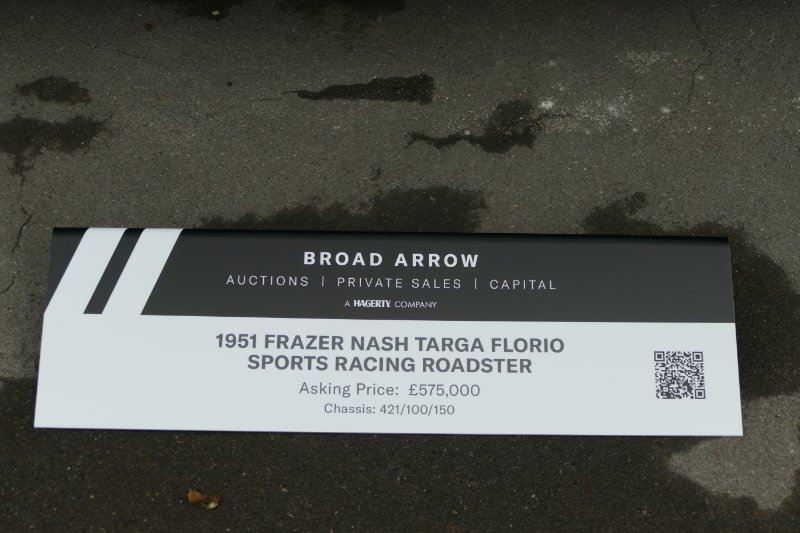 BROAD ARROW
AUCTIONS | PRIVATE SALES | CAPITAL
A HAGERTY COMPANY
1951 FRAZER NASH TARGA FLORIO
SPORTS RACING ROADSTER
Asking Price: £575,000
Chassis: 421/100/150